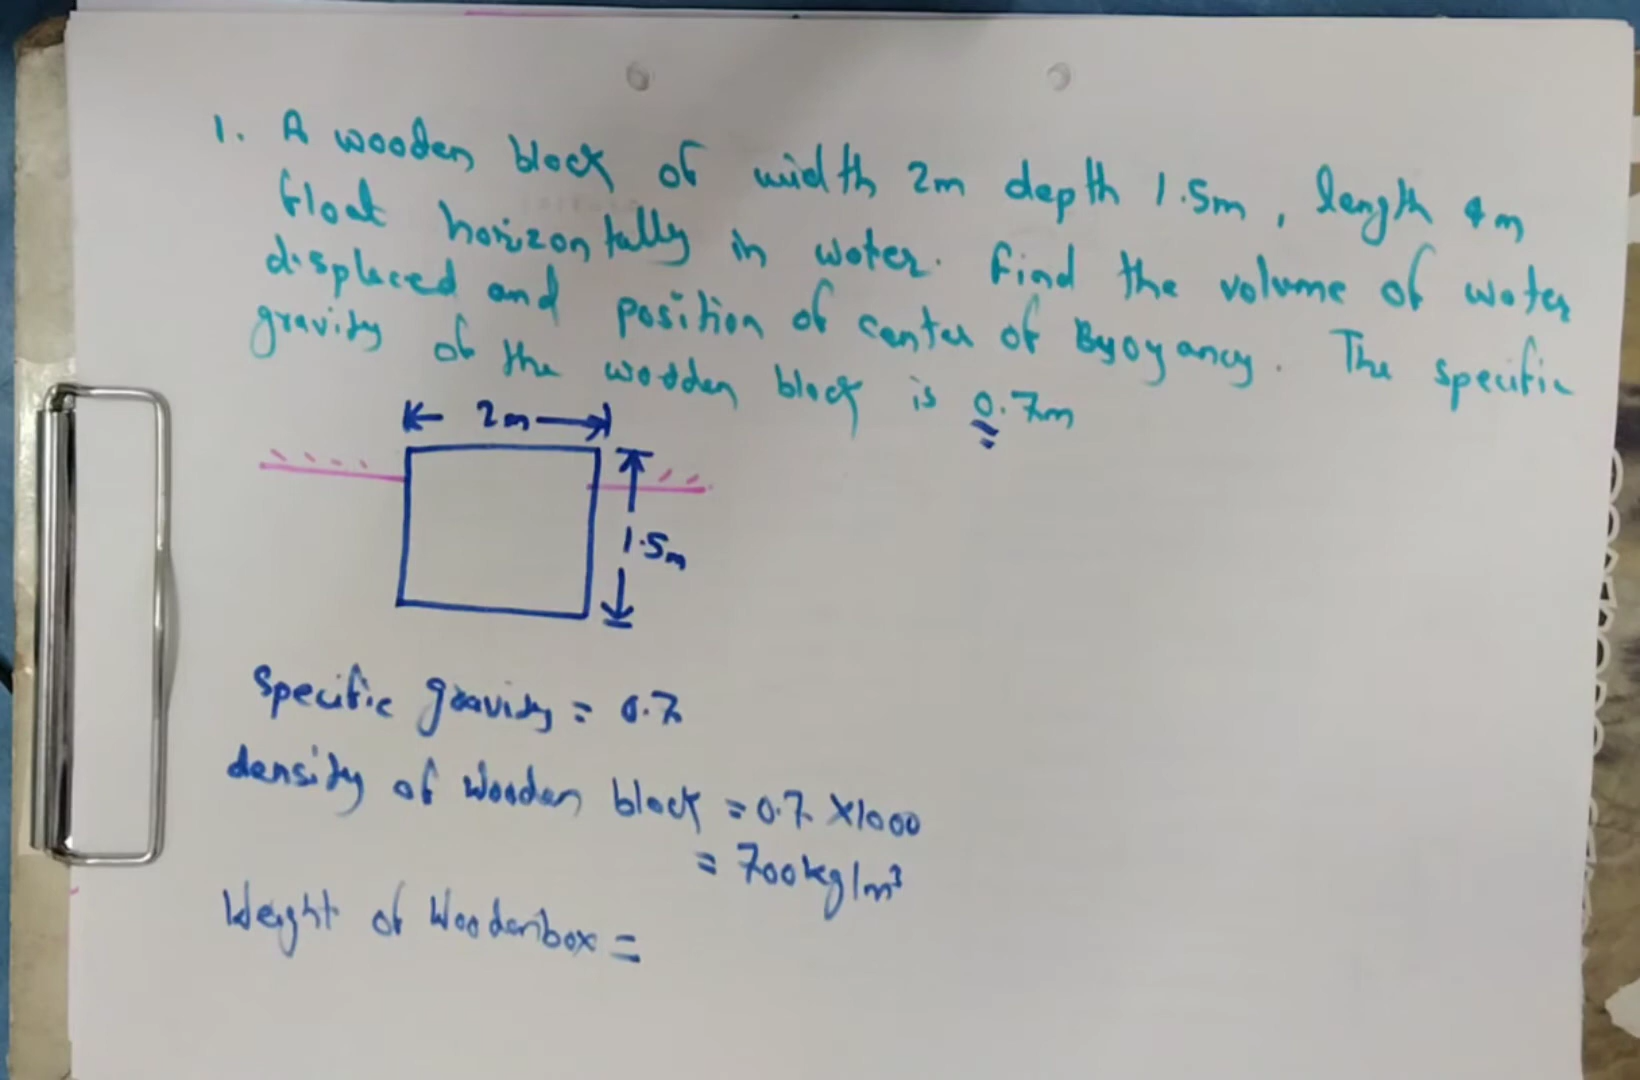 1. A wooden block of width 2m depth 1.5m, length 4m
float horizontally in water. Find the volume of water
displaced and position of center of Byoyancy. The specific
gravity of the wooden block is 0.7m
2m
1.5m
Specific gravity = 0.7
density of wooden block = 0.7 X1000
= 700kg/m³
Weight of Woodenbox =